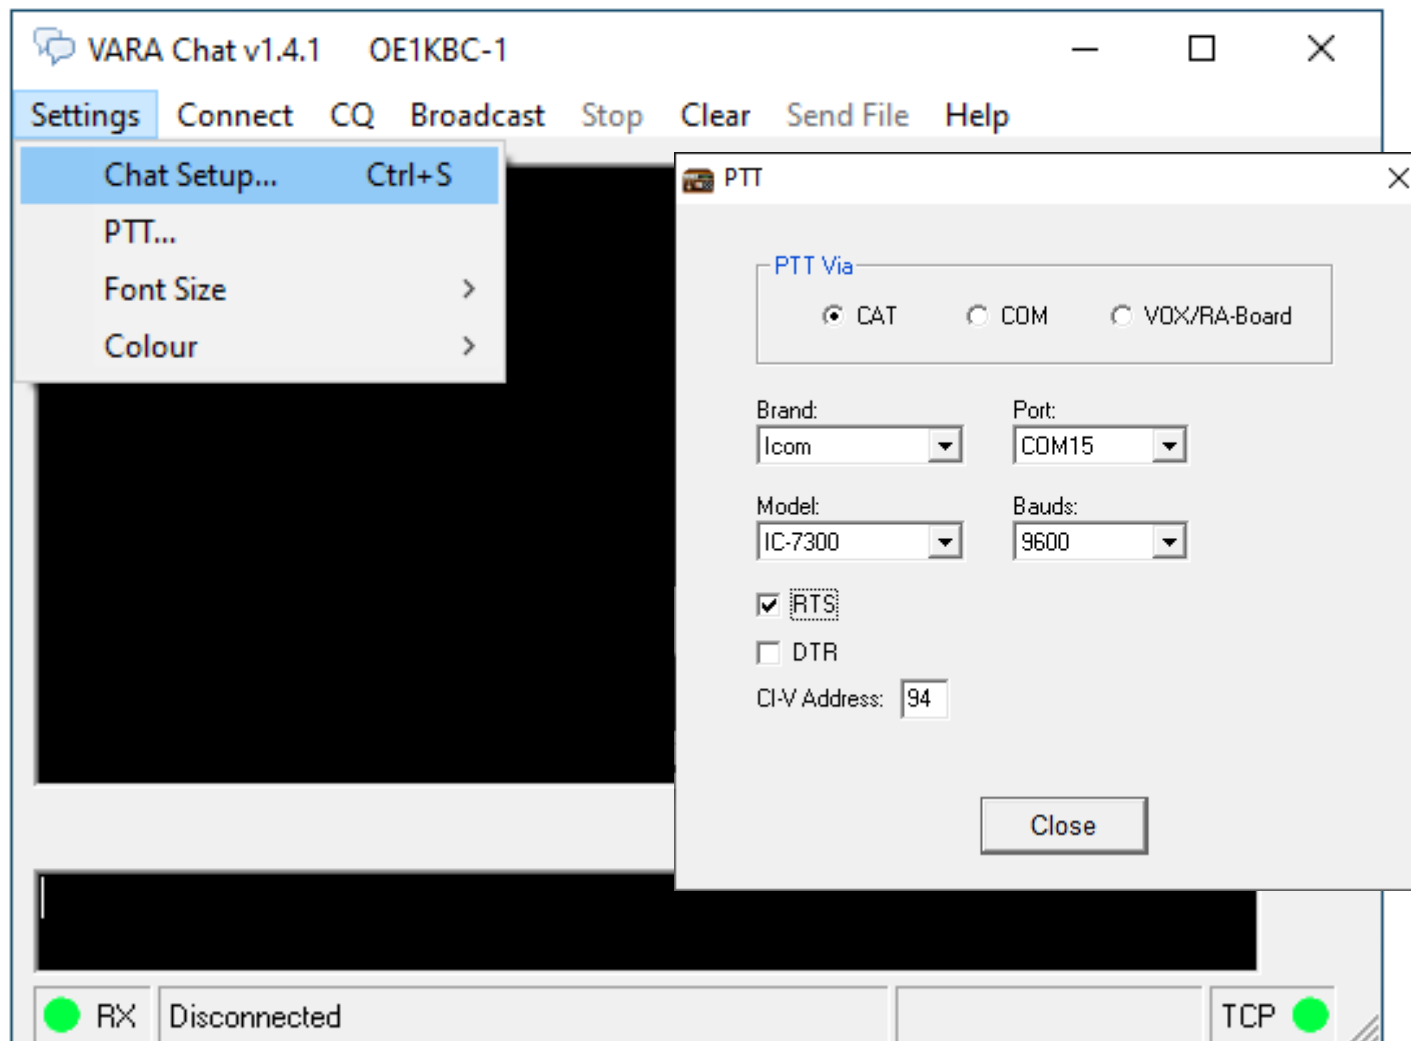 VARA Chat v1.4.1 OE1KBC-1
Settings Connect CQ Broadcast Stop Clear Send File Help
Chat Setup... Ctrl+S
PTT...
Font Size
Colour
PTT
PTT Via
CAT COM VOX/RA-Board
Brand: Port:
Icom COM15
Model: Bauds:
IC-7300 9600
RTS
DTR
CI-V Address: 94
Close
RX Disconnected TCP